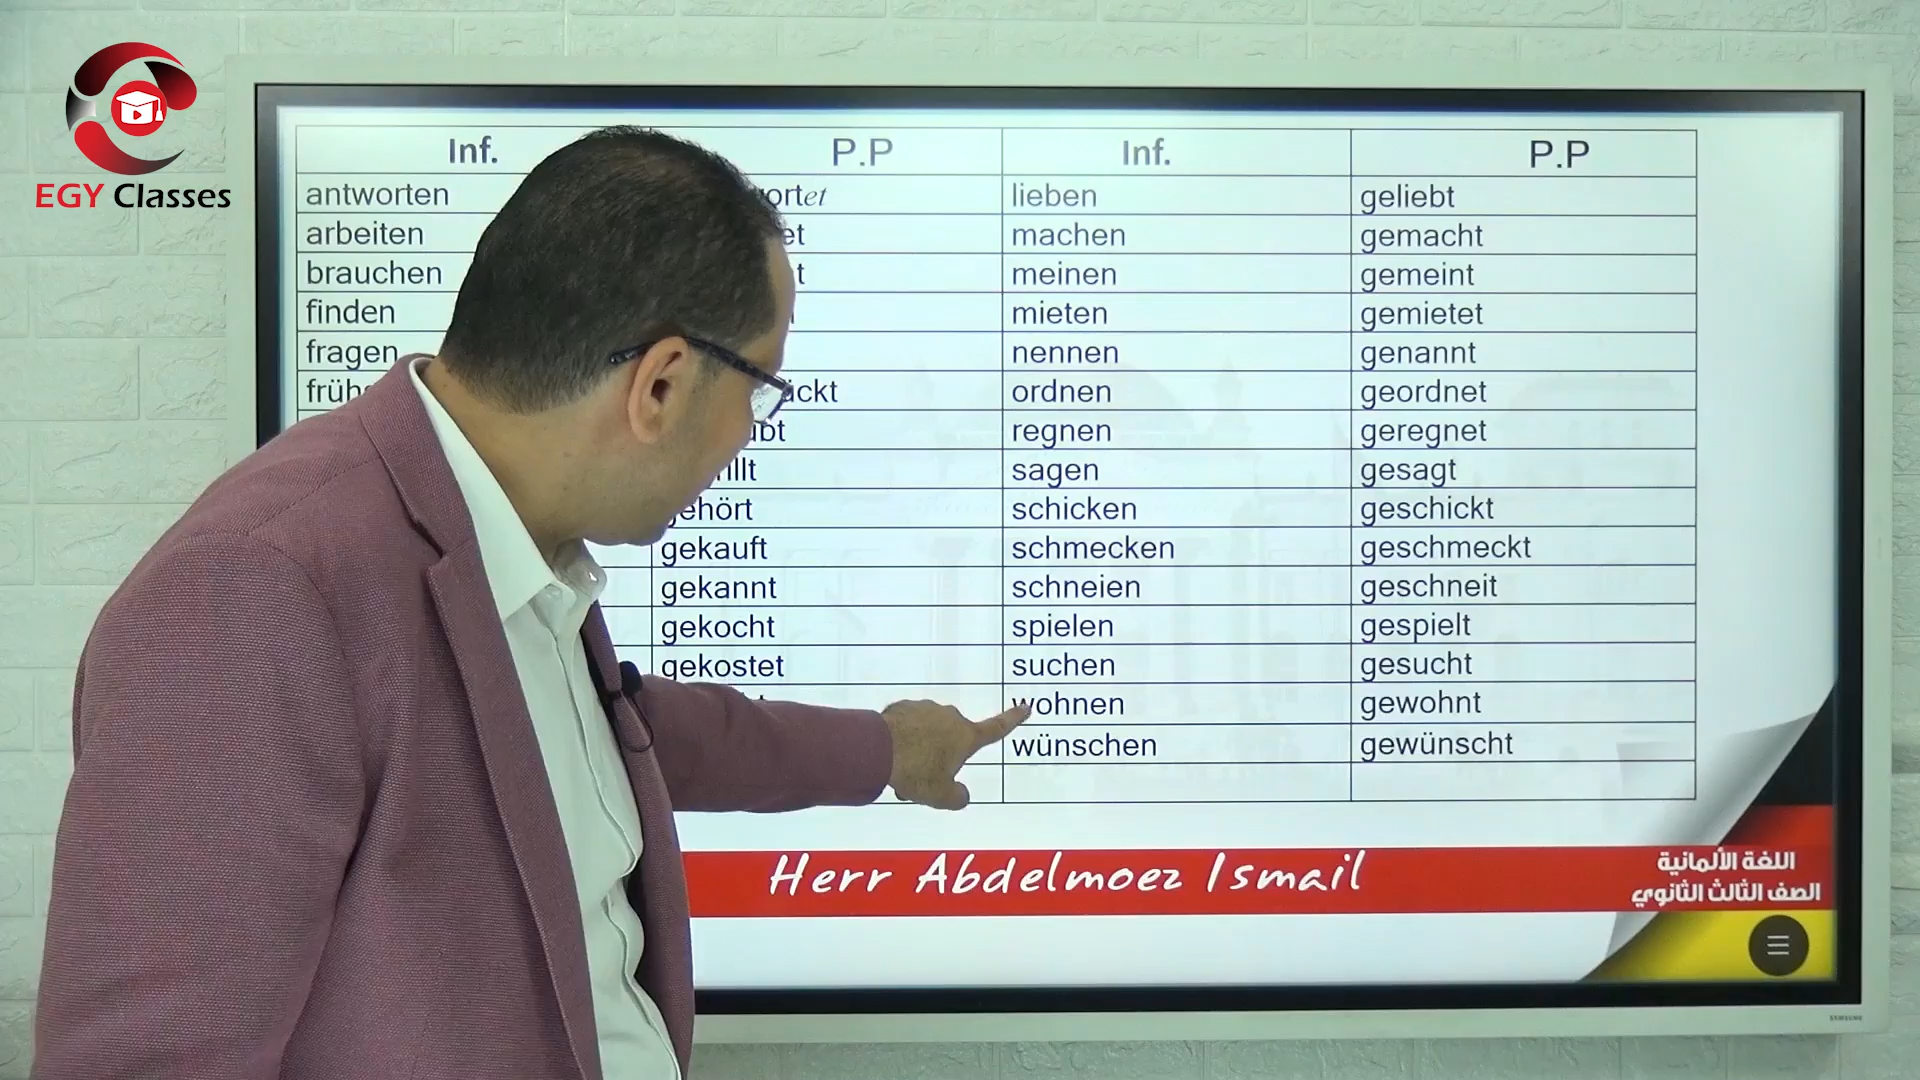 EGY Classes
Inf. P.P Inf. P.P
antworten lieben geliebt
arbeiten machen gemacht
brauchen meinen gemeint
finden mieten gemietet
fragen nennen genannt
ordnen geordnet
regnen geregnet
sagen gesagt
gehört schicken geschickt
gekauft schmecken geschmeckt
gekannt schneien geschneit
gekocht spielen gespielt
gekostet suchen gesucht
wohnen gewohnt
wünschen gewünscht
Herr Abdelmoez Ismail
اللغة الألمانية
الصف الثالث الثانوي
SAMSUNG